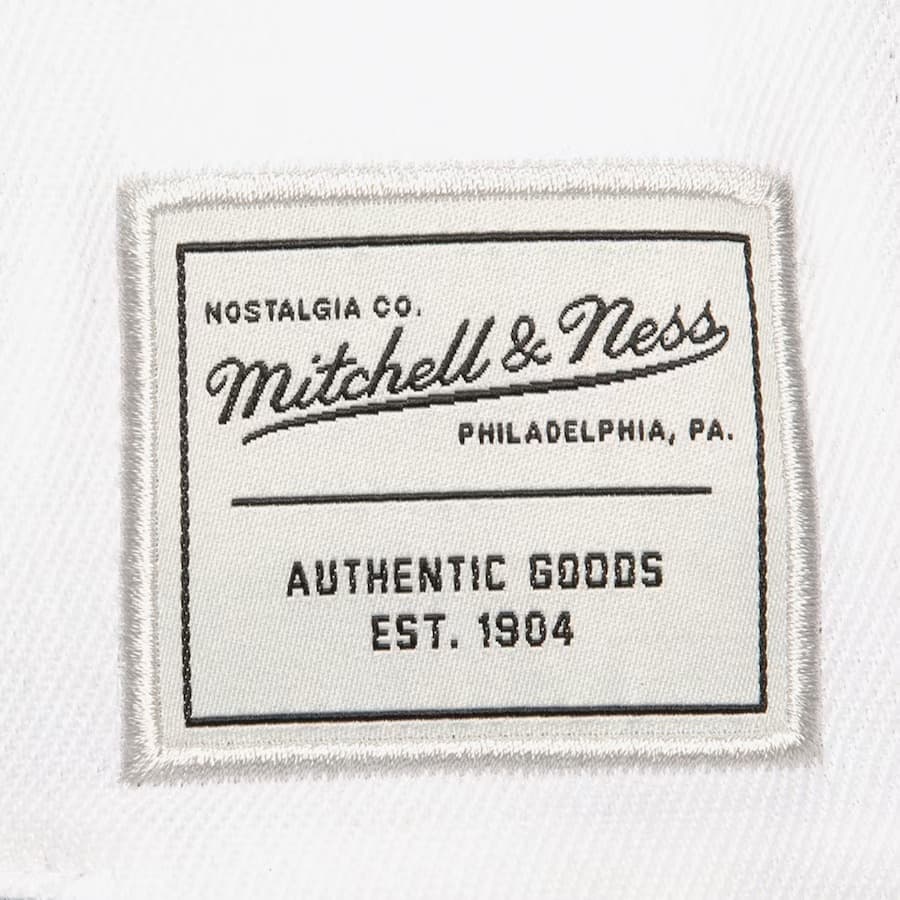 NOSTALGIA CO.
Mitchell & Ness
PHILADELPHIA, PA.
AUTHENTIC GOODS
EST. 1904